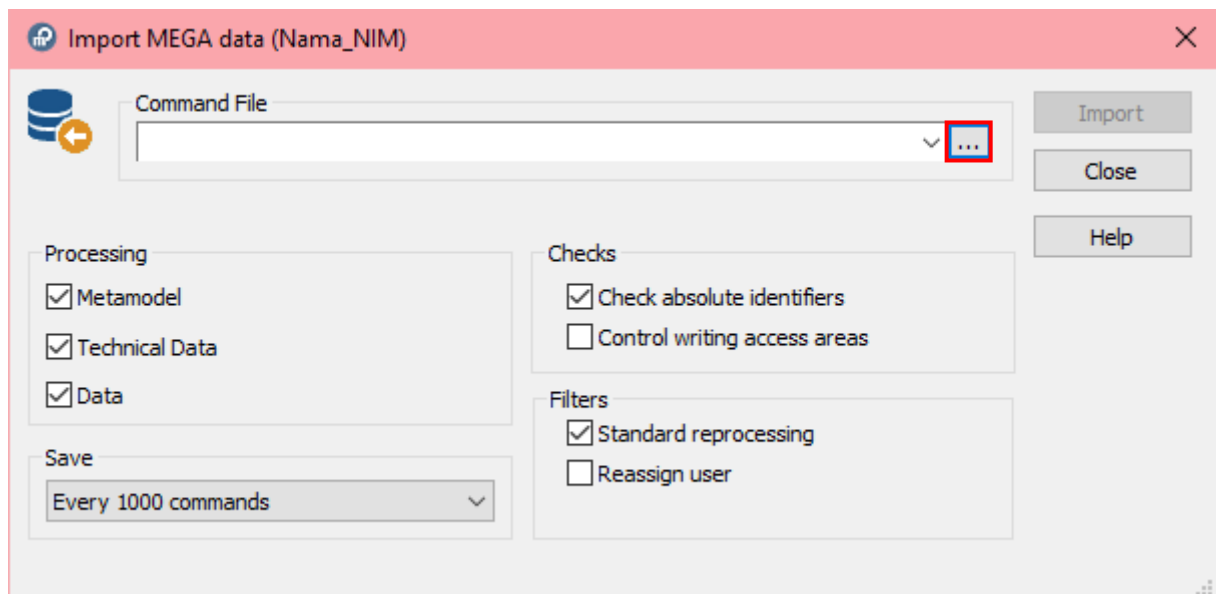 Import MEGA data (Nama_NIM)
Command File
...
Import
Close
Help
Processing
Metamodel
Technical Data
Data
Save
Every 1000 commands
Checks
Check absolute identifiers
Control writing access areas
Filters
Standard reprocessing
Reassign user